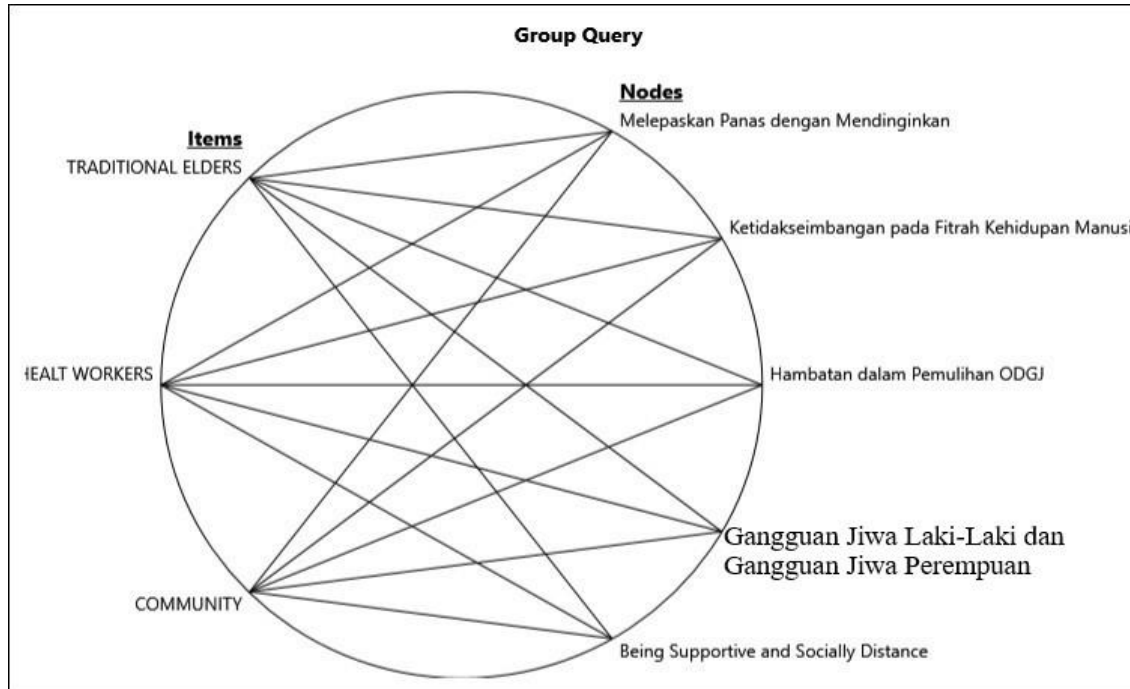 Group Query
Nodes
Melepaskan Panas dengan Mendinginkan
Items
TRADITIONAL ELDERS
Ketidakseimbangan pada Fitrah Kehidupan Manusi
HEALT WORKERS
Hambatan dalam Pemulihan ODGJ
Gangguan Jiwa Laki-Laki dan
Gangguan Jiwa Perempuan
COMMUNITY
Being Supportive and Socially Distance